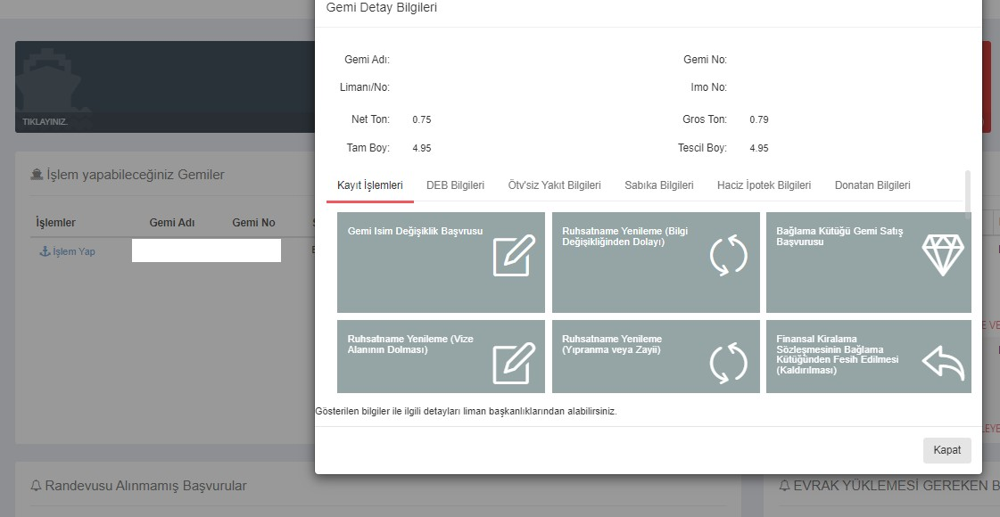 Gemi Detay Bilgileri
Gemi Adı:
Gemi No:
Limanı/No:
Imo No:
Net Ton: 0.75
Gros Ton: 0.79
Tam Boy: 4.95
Tescil Boy: 4.95
Kayıt İşlemleri
DEB Bilgileri
Ötv'siz Yakıt Bilgileri
Sabıka Bilgileri
Haciz İpotek Bilgileri
Donatan Bilgileri
Gemi Isim Değişiklik Başvrusu
Ruhsatname Yenileme (Bilgi
Değişikliğinden Dolayı)
Bağlama Kütüğü Gemi Satış
Başvurusu
Ruhsatname Yenileme (Vize
Alanının Dolması)
Ruhsatname Yenileme
(Yıpranma veya Zayii)
Finansal Kiralama
Sözleşmesinin Bağlama
Kütüğünden Fesih Edilmesi
(Kaldırılması)
Gösterilen bilgiler ile ilgili detayları liman başkanlıklarından alabilirsiniz.
Kapat
TIKLAYINIZ.
İşlem yapabileceğiniz Gemiler
İşlemler
Gemi Adı
Gemi No
İşlem Yap
Randevusu Alınmamış Başvurular
EVRAK YÜKLEMESİ GEREKEN B